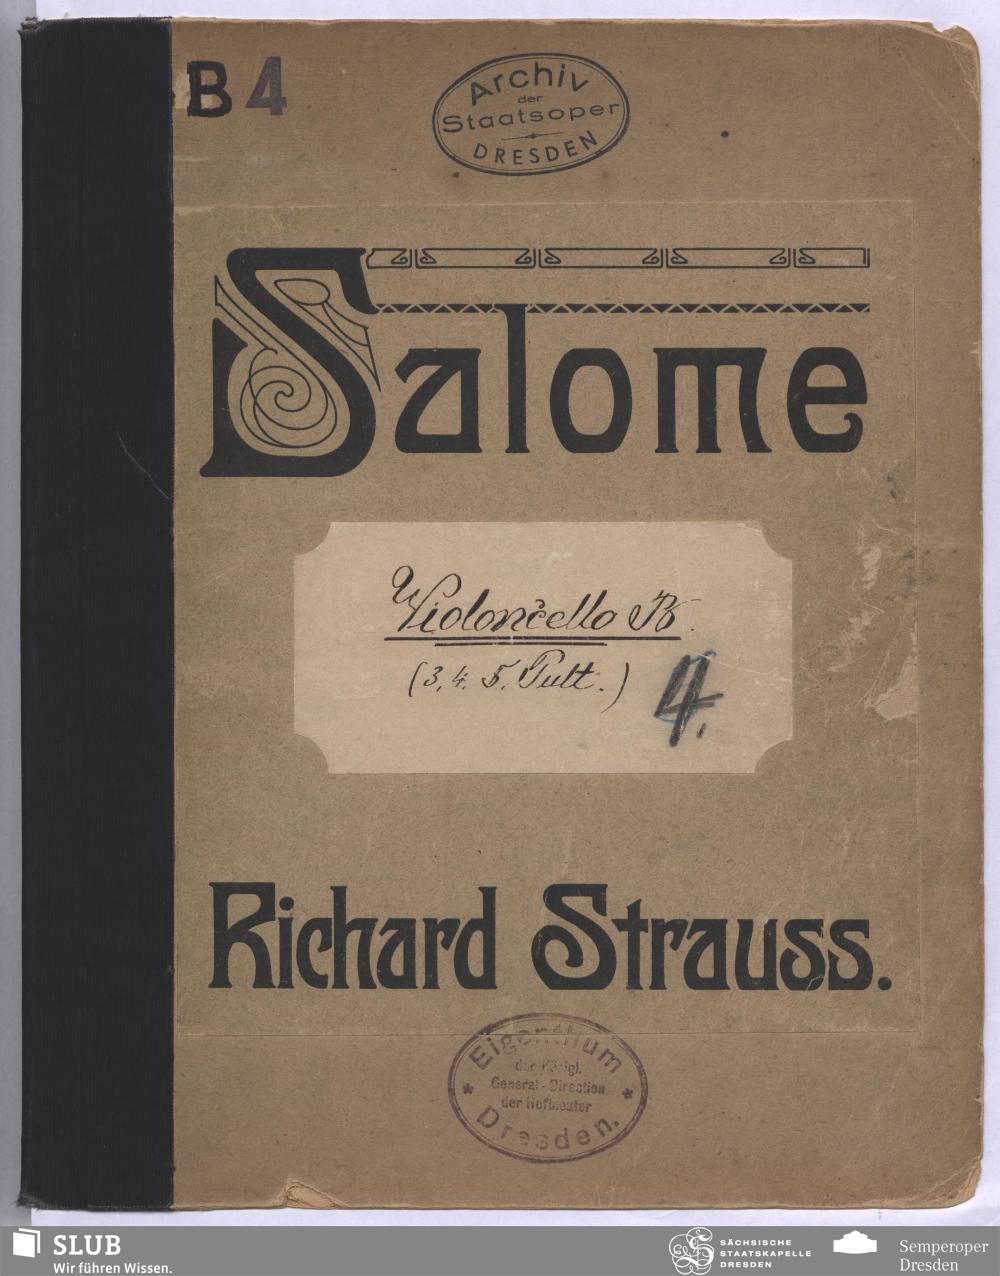 B 4
Archiv
der
Staatsoper
DRESDEN
Salome
Violoncello B.
(3, 4. 5. Pult.)
4.
Richard Strauss.
Eigenthum
der Königl.
General-Direction
der Hoftheater
Dresden.
SLUB
Wir führen Wissen.
SÄCHSISCHE
STAATSKAPELLE
DRESDEN
Semperoper
Dresden